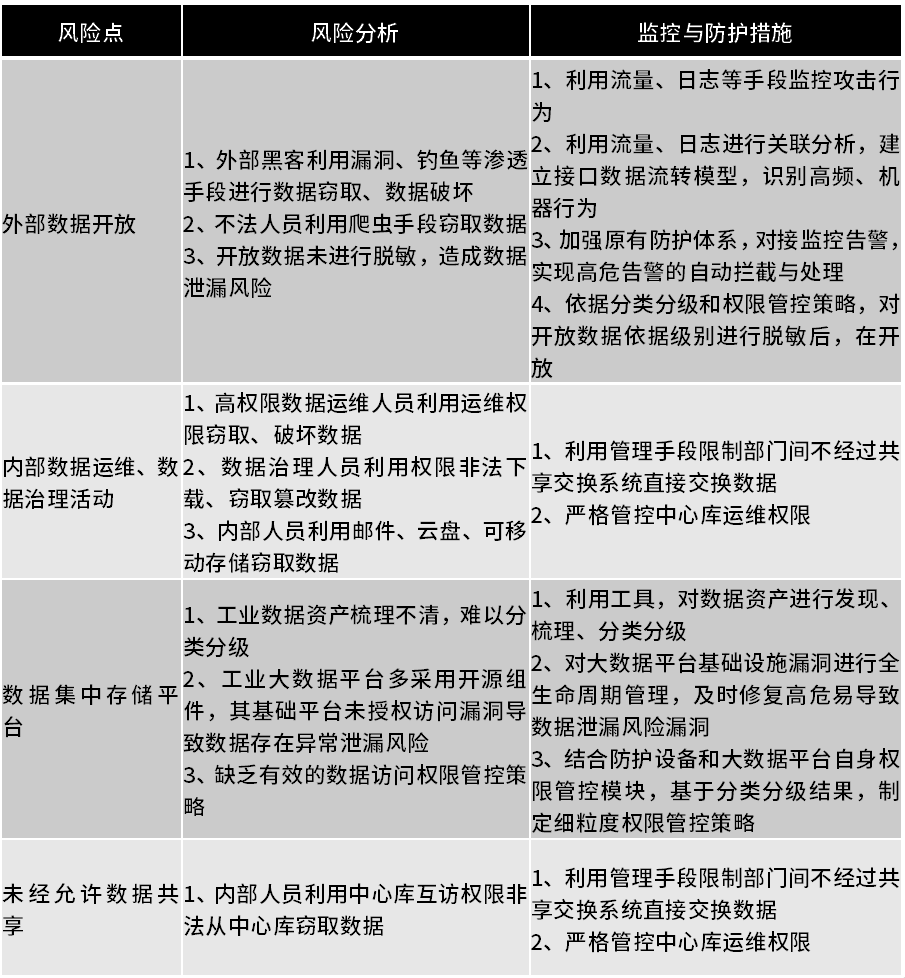 风险点
风险分析
监控与防护措施
外部数据开放
1、外部黑客利用漏洞、钓鱼等渗透
手段进行数据窃取、数据破坏
2、不法人员利用爬虫手段窃取数据
3、开放数据未进行脱敏，造成数据
泄漏风险
1、利用流量、日志等手段监控攻击行
为
2、利用流量、日志进行关联分析，建
立接口数据流转模型，识别高频、机
器行为
3、加强原有防护体系，对接监控告警，
实现高危告警的自动拦截与处理
4、依据分类分级和权限管控策略，对
开放数据依据级别进行脱敏后，在开
放
内部数据运维、数
据治理活动
1、高权限数据运维人员利用运维权
限窃取、破坏数据
2、数据治理人员利用权限非法下
载、窃取篡改数据
3、内部人员利用邮件、云盘、可移
动存储窃取数据
1、利用管理手段限制部门间不经过共
享交换系统直接交换数据
2、严格管控中心库运维权限
数据集中存储平
台
1、工业数据资产梳理不清，难以分
类分级
2、工业大数据平台多采用开源组
件，其基础平台未授权访问漏洞导
致数据存在异常泄漏风险
3、缺乏有效的数据访问权限管控策
略
1、利用工具，对数据资产进行发现、
梳理、分类分级
2、对大数据平台基础设施漏洞进行全
生命周期管理，及时修复高危易导致
数据泄漏风险漏洞
3、结合防护设备和大数据平台自身权
限管控模块，基于分类分级结果，制
定细粒度权限管控策略
未经允许数据共
享
1、内部人员利用中心库互访权限非
法从中心库窃取数据
1、利用管理手段限制部门间不经过共
享交换系统直接交换数据
2、严格管控中心库运维权限